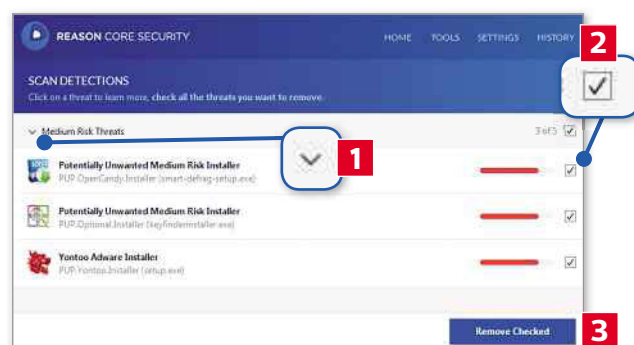 REASON CORE SECURITY
HOME TOOLS SETTINGS HISTORY
2
SCAN DETECTIONS
Click on a threat to learn more, check all the threats you want to remove.
Medium Risk Threats
3 of 3
1
Potentially Unwanted Medium Risk Installer
PUP.OpenCandy.Installer (smart-defrag-setup.exe)
Potentially Unwanted Medium Risk Installer
PUP.Optional.Installer (keyfinderinstaller.exe)
Yontoo Adware Installer
PUP.Yontoo.Installer (setup.exe)
Remove Checked
3